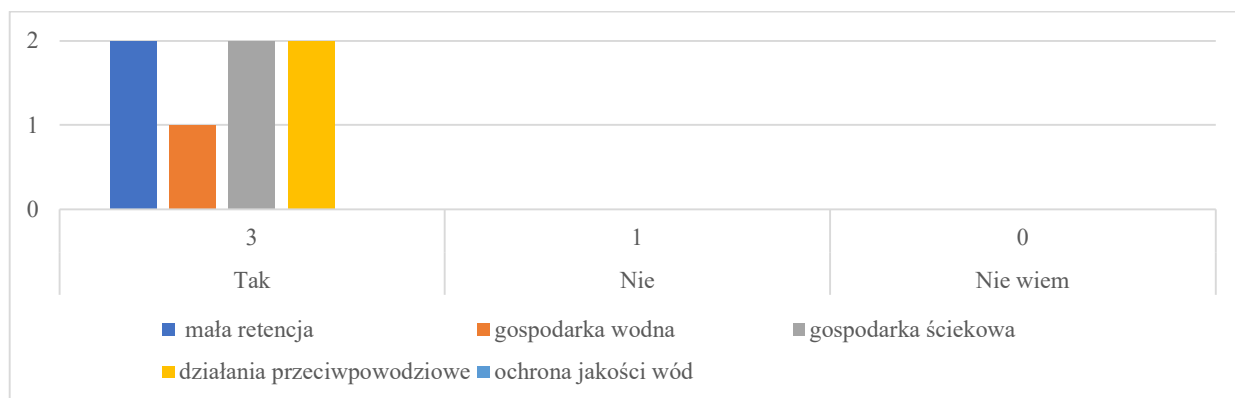 2
1
0
3 1 0
Tak Nie Nie wiem
mała retencja gospodarka wodna gospodarka ściekowa
działania przeciwpowodziowe ochrona jakości wód